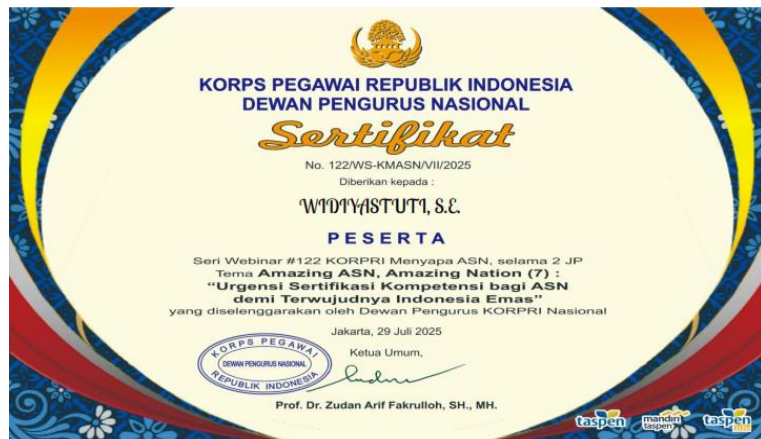 KORPS PEGAWAI REPUBLIK INDONESIA
DEWAN PENGURUS NASIONAL
Sertifikat
No. 122/WS-KMASN/VII/2025
Diberikan kepada :
WIDIYASTUTI, S.E.
PESERTA
Seri Webinar #122 KORPRI Menyapa ASN, selama 2 JP
Tema Amazing ASN, Amazing Nation (7) :
“Urgensi Sertifikasi Kompetensi bagi ASN
demi Terwujudnya Indonesia Emas”
yang diselenggarakan oleh Dewan Pengurus KORPRI Nasional
Jakarta, 29 Juli 2025
Ketua Umum,
KORPS PEGAWAI
DEWAN PENGURUS NASIONAL
REPUBLIK INDONESIA
Prof. Dr. Zudan Arif Fakrulloh, SH., MH.
taspen
mandiri
taspen
taspen